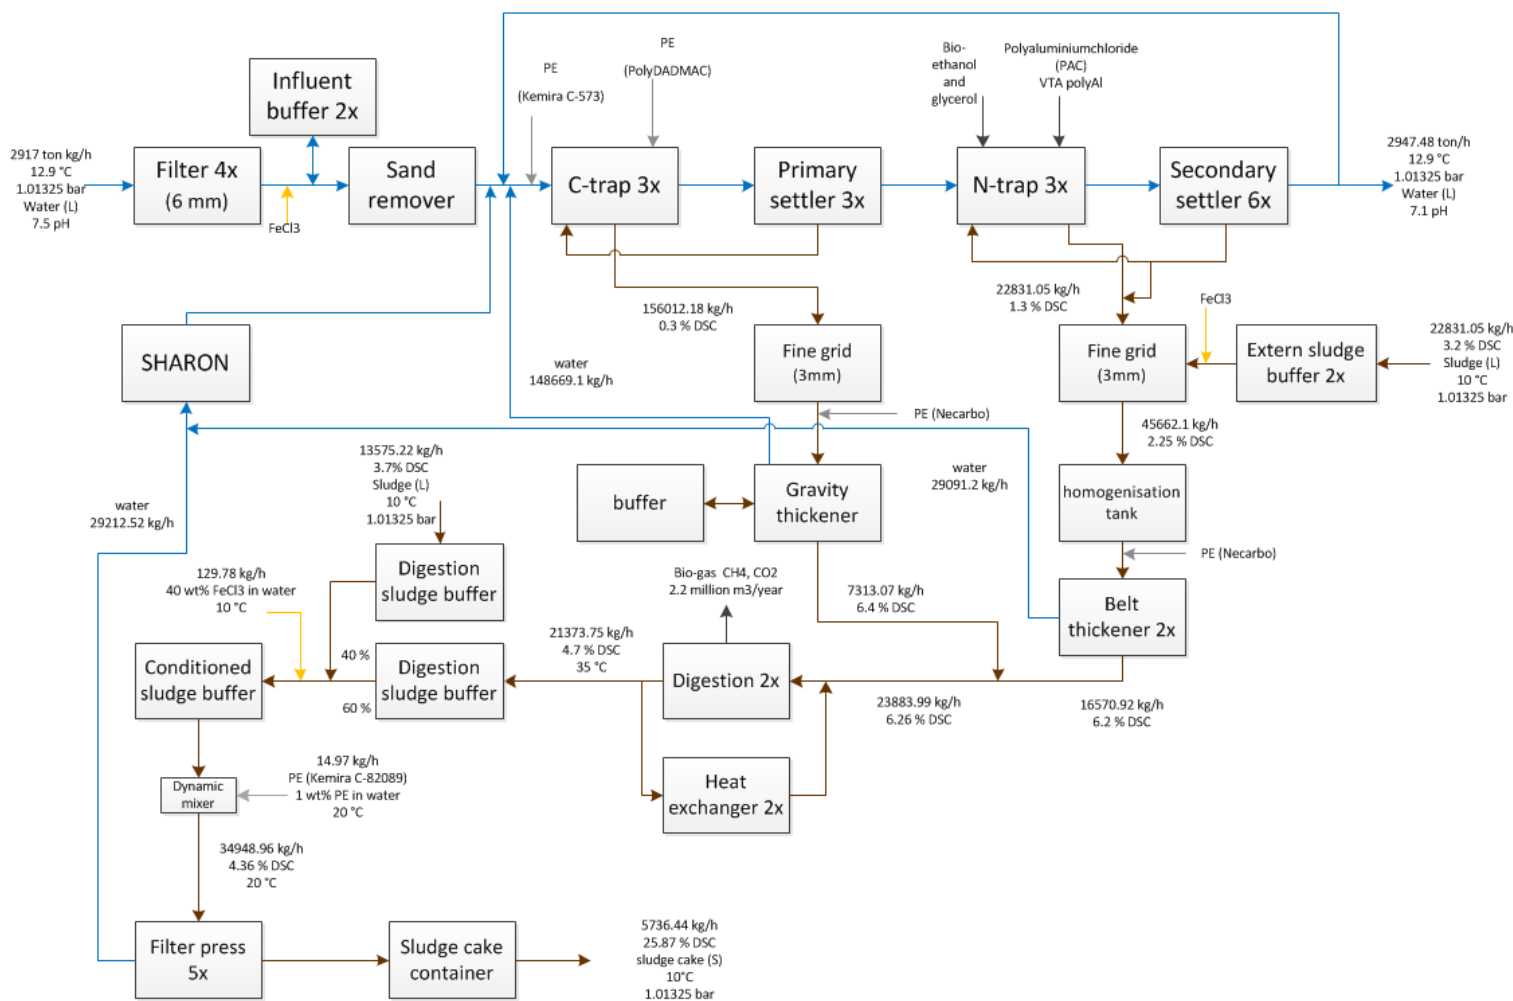 Influent
buffer 2x
2917 ton kg/h
12.9 °C
1.01325 bar
Water (L)
7.5 pH
Filter 4x
(6 mm)
FeCl3
Sand
remover
PE
(Kemira C-573)
PE
(PolyDADMAC)
C-trap 3x
Primary
settler 3x
Bio-
ethanol
and
glycerol
Polyaluminiumchloride
(PAC)
VTA polyAl
N-trap 3x
Secondary
settler 6x
2947.48 ton/h
12.9 °C
1.01325 bar
Water (L)
7.1 pH
SHARON
water
148669.1 kg/h
156012.18 kg/h
0.3 % DSC
Fine grid
(3mm)
PE (Necarbo)
22831.05 kg/h
1.3 % DSC
Fine grid
(3mm)
FeCl3
Extern sludge
buffer 2x
22831.05 kg/h
3.2 % DSC
Sludge (L)
10 °C
1.01325 bar
45662.1 kg/h
2.25 % DSC
water
29212.52 kg/h
13575.22 kg/h
3.7% DSC
Sludge (L)
10 °C
1.01325 bar
buffer
Gravity
thickener
water
29091.2 kg/h
homogenisation
tank
PE (Necarbo)
129.78 kg/h
40 wt% FeCl3 in water
10 °C
Digestion
sludge buffer
Bio-gas CH4, CO2
2.2 million m3/year
7313.07 kg/h
6.4 % DSC
Belt
thickener 2x
Conditioned
sludge buffer
40 %
60 %
Digestion
sludge buffer
21373.75 kg/h
4.7 % DSC
35 °C
Digestion 2x
23883.99 kg/h
6.26 % DSC
16570.92 kg/h
6.2 % DSC
Dynamic
mixer
14.97 kg/h
PE (Kemira C-82089)
1 wt% PE in water
20 °C
Heat
exchanger 2x
34948.96 kg/h
4.36 % DSC
20 °C
Filter press
5x
Sludge cake
container
5736.44 kg/h
25.87 % DSC
sludge cake (S)
10°C
1.01325 bar